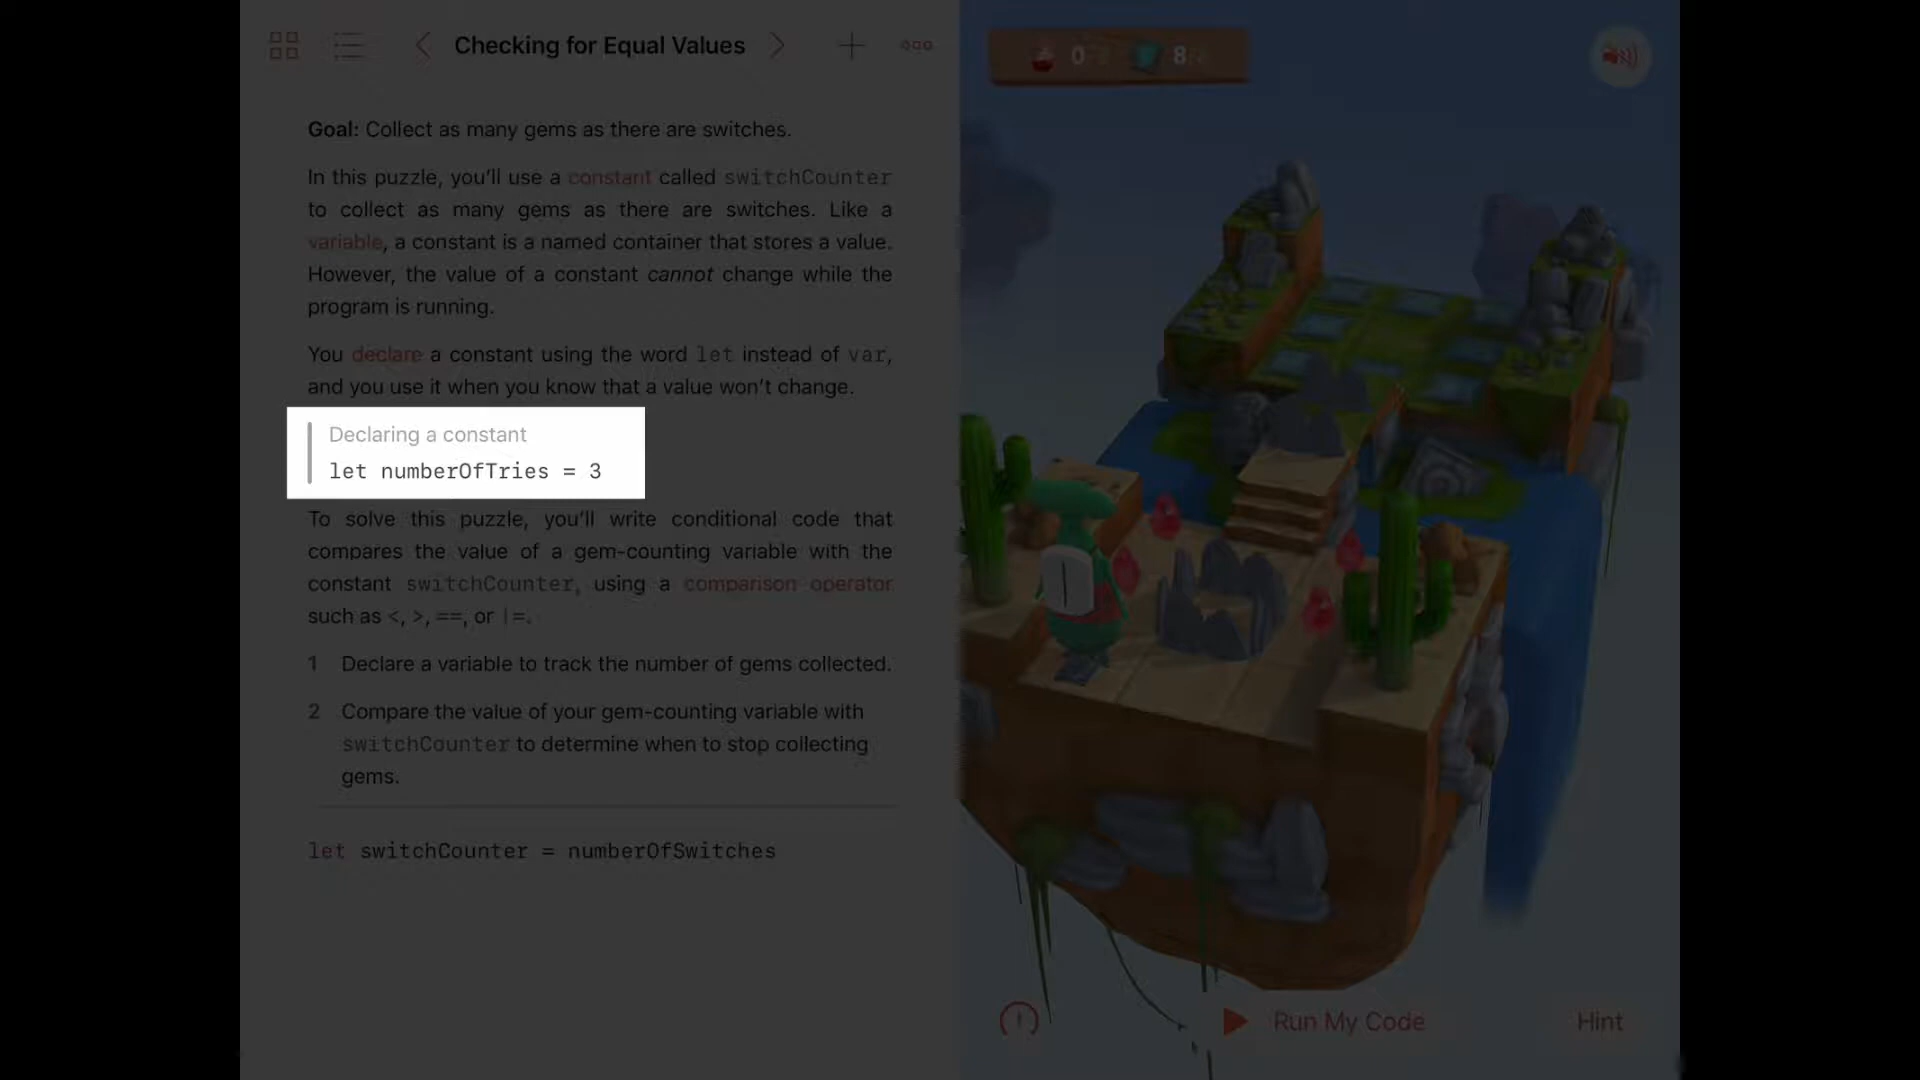 Checking for Equal Values
Goal: Collect as many gems as there are switches.
In this puzzle, you'll use a constant called switchCounter
to collect as many gems as there are switches. Like a
variable, a constant is a named container that stores a value.
However, the value of a constant cannot change while the
program is running.
You declare a constant using the word let instead of var,
and you use it when you know that a value won't change.
Declaring a constant
let numberOfTries = 3
To solve this puzzle, you'll write conditional code that
compares the value of a gem-counting variable with the
constant switchCounter, using a comparison operator
such as <, >, ==, or !=.
1 Declare a variable to track the number of gems collected.
2 Compare the value of your gem-counting variable with
switchCounter to determine when to stop collecting
gems.
let switchCounter = numberOfSwitches
0
8
Run My Code
Hint